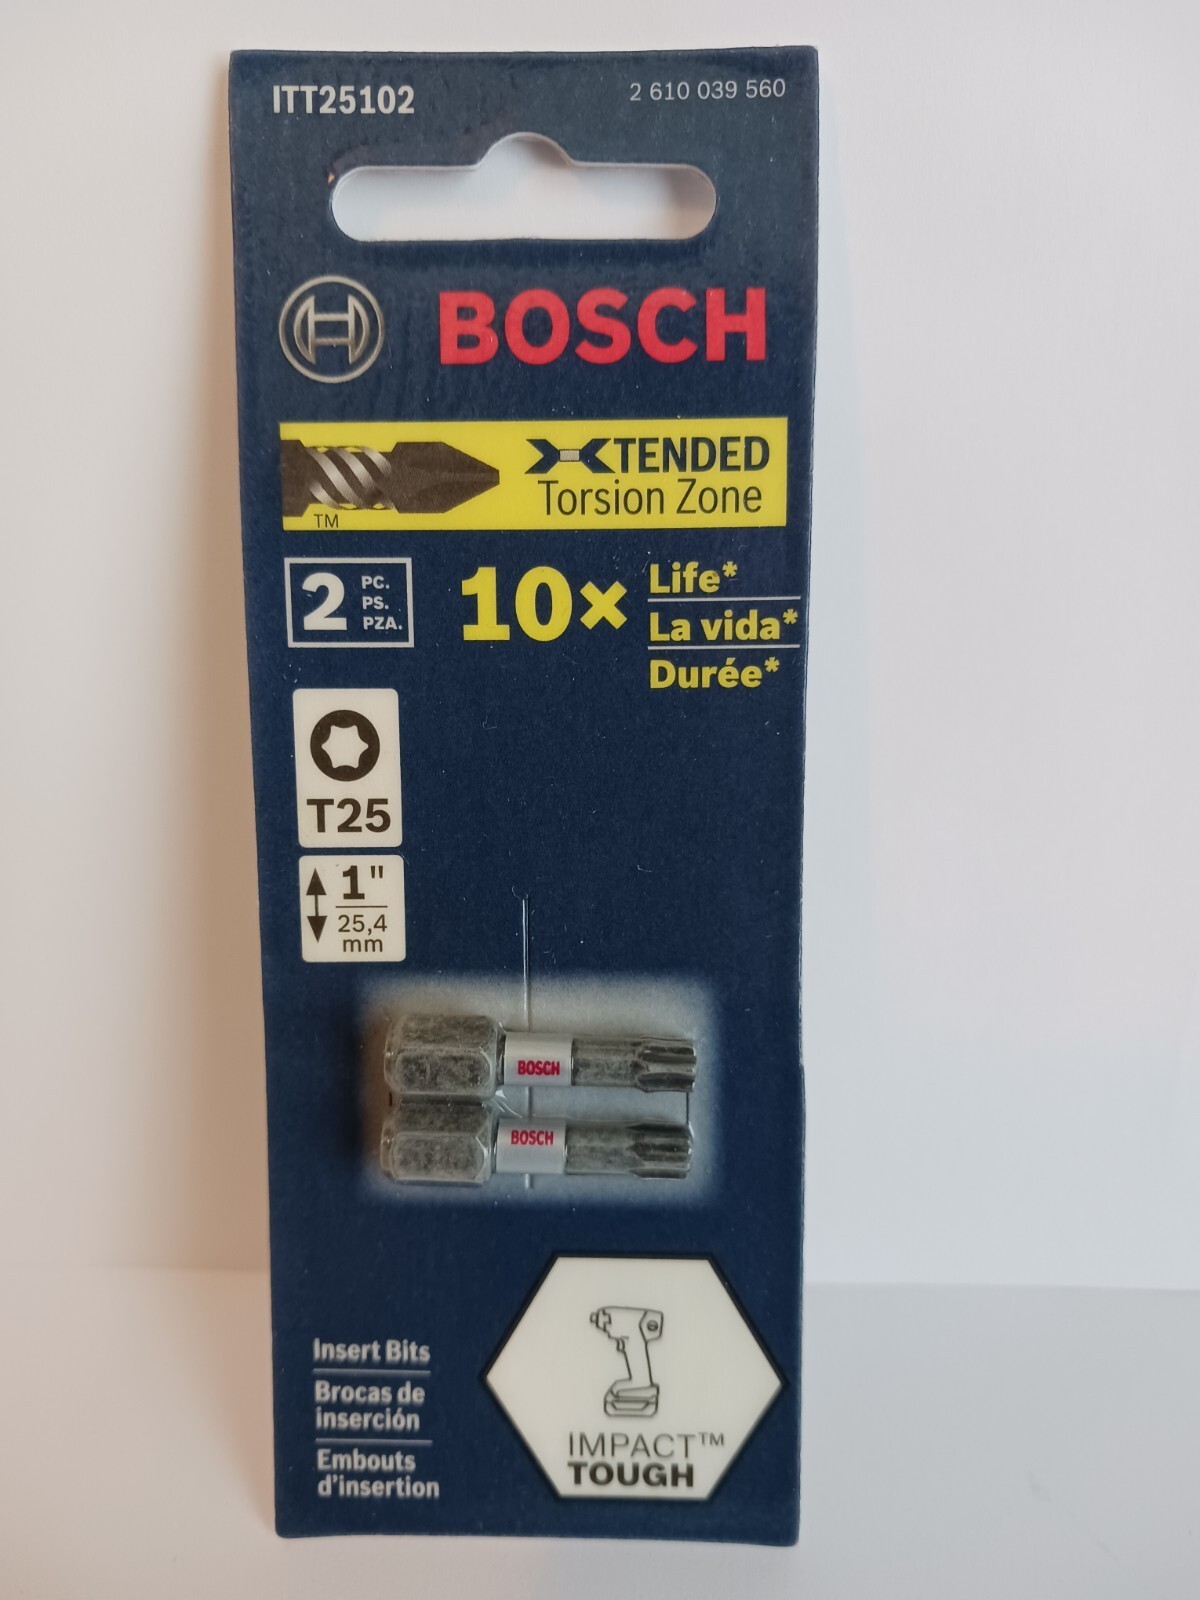 ITT25102
2 610 039 560
BOSCH
XTENDED
Torsion Zone
TM
2
PC.
PS.
PZA.
10×
Life*
La vida*
Durée*
T25
1"
25,4
mm
BOSCH
BOSCH
Insert Bits
Brocas de
inserción
Embouts
d'insertion
IMPACT™
TOUGH